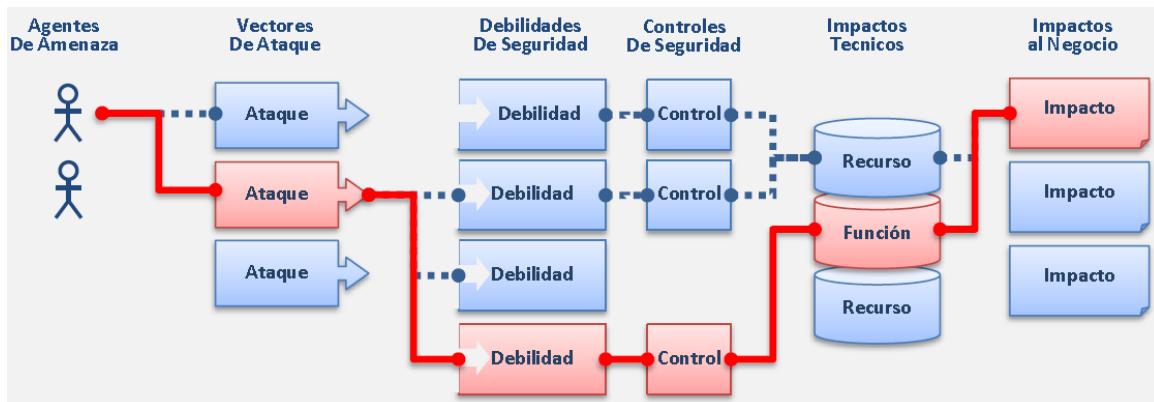 Agentes
De Amenaza
Vectores
De Ataque
Debilidades
De Seguridad
Controles
De Seguridad
Impactos
Tecnicos
Impactos
al Negocio
Ataque
Debilidad
Control
Impacto
Recurso
Ataque
Debilidad
Control
Impacto
Función
Ataque
Debilidad
Impacto
Recurso
Debilidad
Control